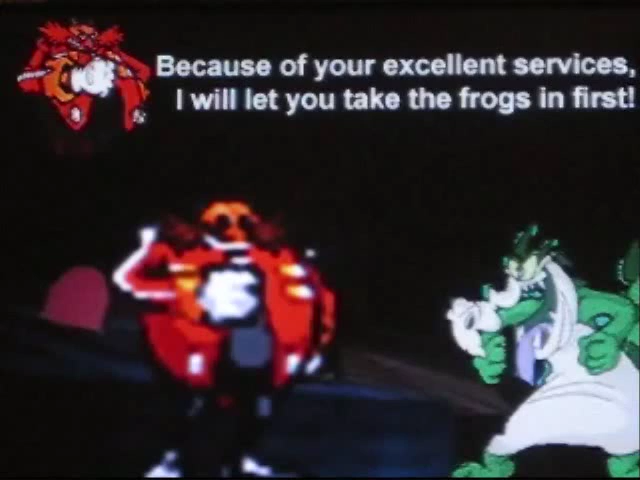 Because of your excellent services,
I will let you take the frogs in first!